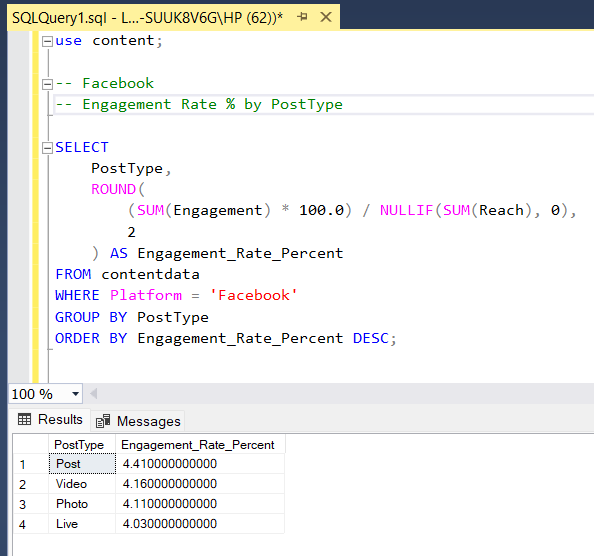 SQLQuery1.sql - L...-SUUK8V6G\HP (62))*
use content;
-- Facebook
-- Engagement Rate % by PostType
SELECT
PostType,
ROUND(
(SUM(Engagement) * 100.0) / NULLIF(SUM(Reach), 0),
2
) AS Engagement_Rate_Percent
FROM contentdata
WHERE Platform = 'Facebook'
GROUP BY PostType
ORDER BY Engagement_Rate_Percent DESC;
100 %
Results Messages
PostType Engagement_Rate_Percent
1 Post 4.410000000000
2 Video 4.160000000000
3 Photo 4.110000000000
4 Live 4.030000000000